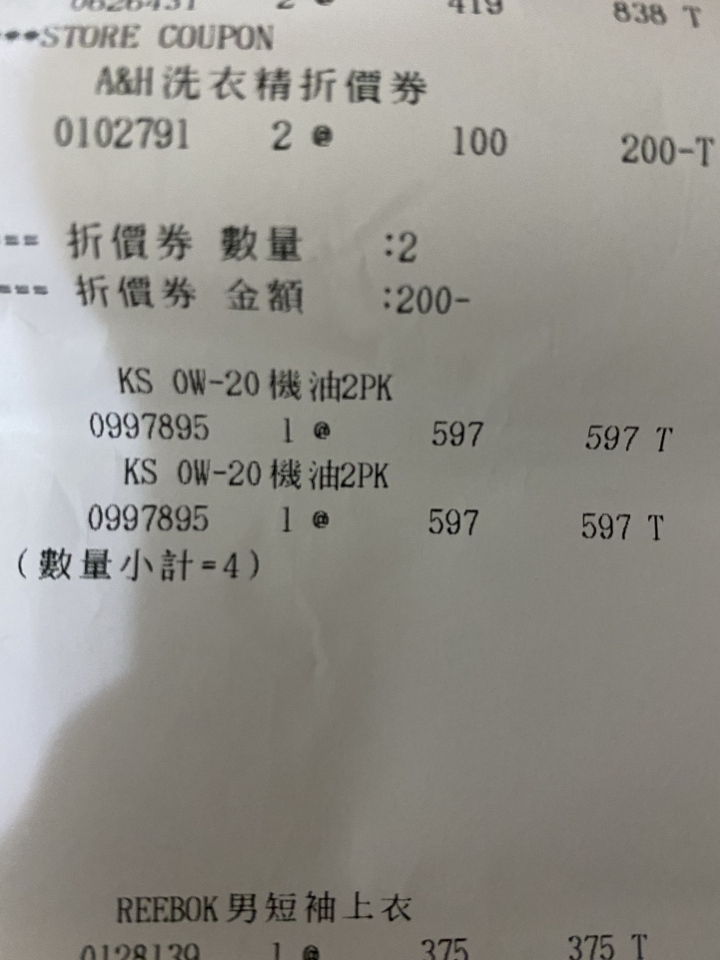 0626431 2 @ 419 838 T
**STORE COUPON
A&H洗衣精折價券
0102791 2 @ 100 200-T
== 折價券 數量 :2
=== 折價券 金額 :200-
KS 0W-20機油2PK
0997895 1 @ 597 597 T
KS 0W-20機油2PK
0997895 1 @ 597 597 T
(數量小計=4)
REEBOK男短袖上衣
0128139 1 @ 375 375 T